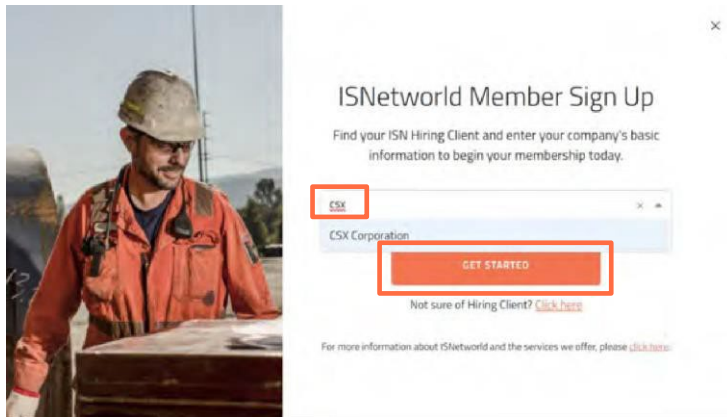 ISNetworld Member Sign Up
Find your ISN Hiring Client and enter your company's basic
information to begin your membership today.
CSX
CSX Corporation
GET STARTED
Not sure of Hiring Client? Click here
For more information about ISNetworld and the services we offer, please click here.